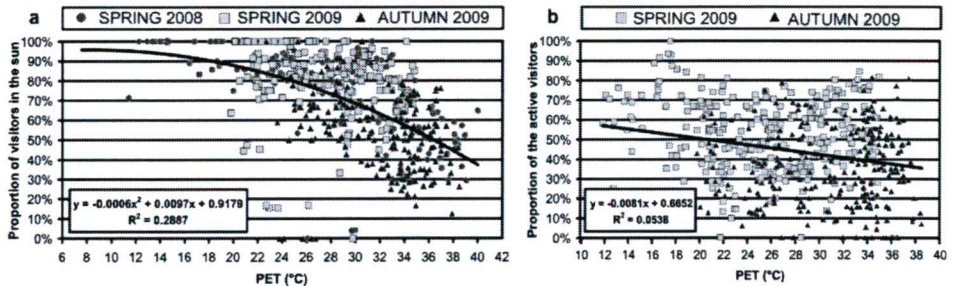 a SPRING 2008 SPRING 2009 AUTUMN 2009
Proportion of visitors in the sun
100%
90%
80%
70%
60%
50%
40%
30%
20%
10%
0%
y = -0.0006x² + 0.0097x + 0.9179
R² = 0.2887
6 8 10 12 14 16 18 20 22 24 26 28 30 32 34 36 38 40 42
PET (°C)
b SPRING 2009 AUTUMN 2009
Proportion of the active visitors
100%
90%
80%
70%
60%
50%
40%
30%
20%
10%
0%
y = -0.0081x + 0.6652
R² = 0.0538
10 12 14 16 18 20 22 24 26 28 30 32 34 36 38 40
PET (°C)